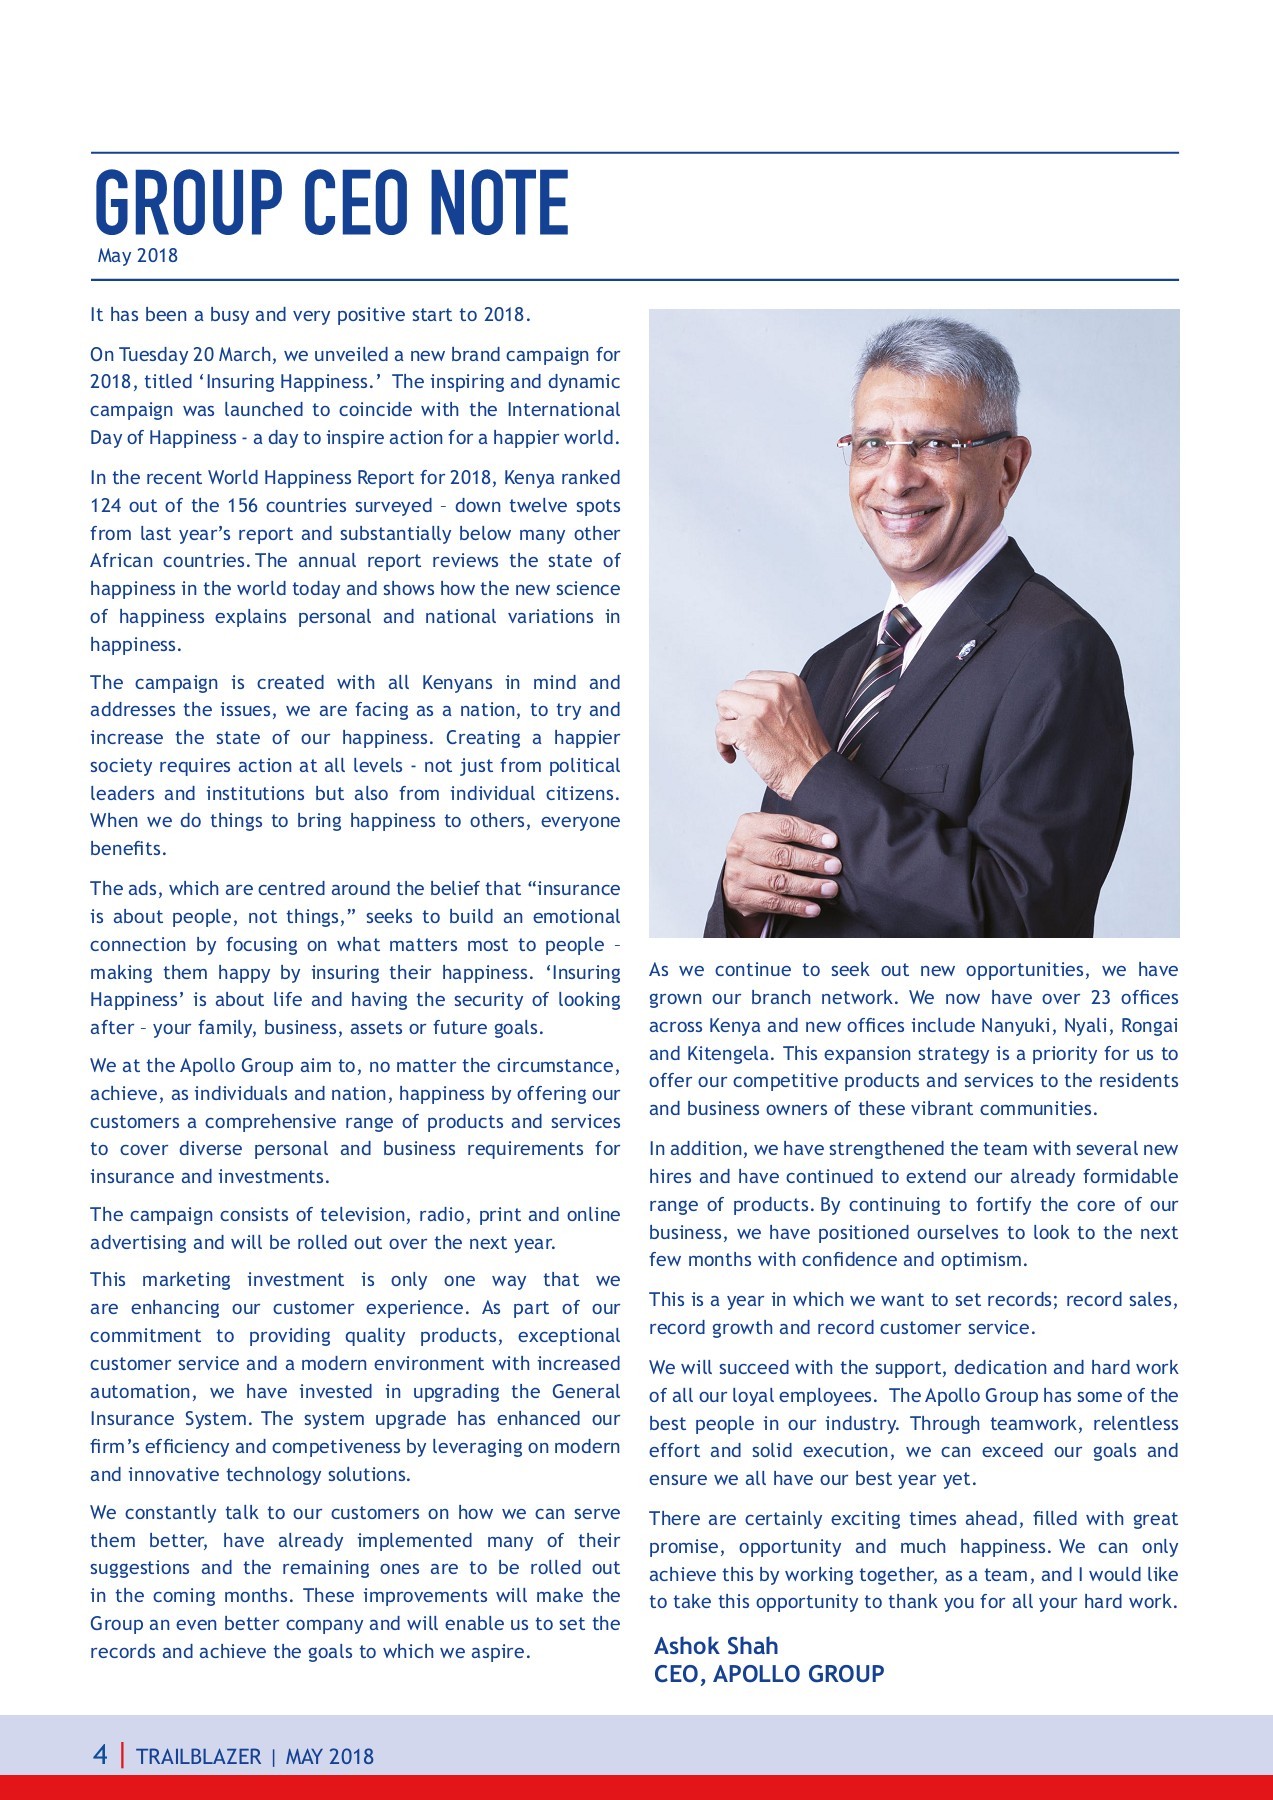 GROUP CEO NOTE
May 2018
It has been a busy and very positive start to 2018.
On Tuesday 20 March, we unveiled a new brand campaign for
2018, titled ‘Insuring Happiness.’ The inspiring and dynamic
campaign was launched to coincide with the International
Day of Happiness - a day to inspire action for a happier world.
In the recent World Happiness Report for 2018, Kenya ranked
124 out of the 156 countries surveyed – down twelve spots
from last year’s report and substantially below many other
African countries. The annual report reviews the state of
happiness in the world today and shows how the new science
of happiness explains personal and national variations in
happiness.
The campaign is created with all Kenyans in mind and
addresses the issues, we are facing as a nation, to try and
increase the state of our happiness. Creating a happier
society requires action at all levels - not just from political
leaders and institutions but also from individual citizens.
When we do things to bring happiness to others, everyone
benefits.
The ads, which are centred around the belief that “insurance
is about people, not things,” seeks to build an emotional
connection by focusing on what matters most to people –
making them happy by insuring their happiness. ‘Insuring
Happiness’ is about life and having the security of looking
after – your family, business, assets or future goals.
We at the Apollo Group aim to, no matter the circumstance,
achieve, as individuals and nation, happiness by offering our
customers a comprehensive range of products and services
to cover diverse personal and business requirements for
insurance and investments.
The campaign consists of television, radio, print and online
advertising and will be rolled out over the next year.
This marketing investment is only one way that we
are enhancing our customer experience. As part of our
commitment to providing quality products, exceptional
customer service and a modern environment with increased
automation, we have invested in upgrading the General
Insurance System. The system upgrade has enhanced our
firm’s efficiency and competiveness by leveraging on modern
and innovative technology solutions.
We constantly talk to our customers on how we can serve
them better, have already implemented many of their
suggestions and the remaining ones are to be rolled out
in the coming months. These improvements will make the
Group an even better company and will enable us to set the
records and achieve the goals to which we aspire.
As we continue to seek out new opportunities, we have
grown our branch network. We now have over 23 offices
across Kenya and new offices include Nanyuki, Nyali, Rongai
and Kitengela. This expansion strategy is a priority for us to
offer our competitive products and services to the residents
and business owners of these vibrant communities.
In addition, we have strengthened the team with several new
hires and have continued to extend our already formidable
range of products. By continuing to fortify the core of our
business, we have positioned ourselves to look to the next
few months with confidence and optimism.
This is a year in which we want to set records; record sales,
record growth and record customer service.
We will succeed with the support, dedication and hard work
of all our loyal employees. The Apollo Group has some of the
best people in our industry. Through teamwork, relentless
effort and solid execution, we can exceed our goals and
ensure we all have our best year yet.
There are certainly exciting times ahead, filled with great
promise, opportunity and much happiness. We can only
achieve this by working together, as a team, and I would like
to take this opportunity to thank you for all your hard work.
Ashok Shah
CEO, APOLLO GROUP
4 | TRAILBLAZER | MAY 2018